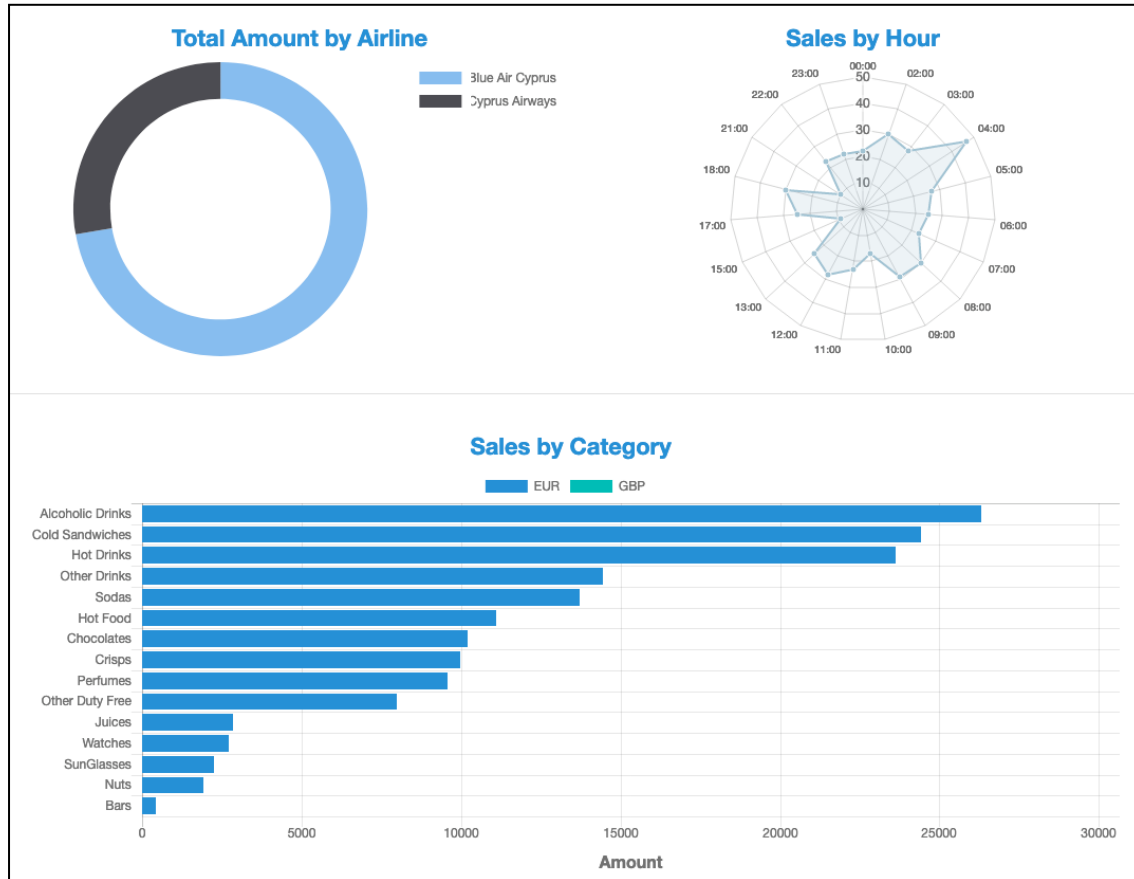 Total Amount by Airline
Blue Air Cyprus
Cyprus Airways
Sales by Hour
00:00
02:00
03:00
04:00
05:00
06:00
07:00
08:00
09:00
10:00
11:00
12:00
13:00
15:00
17:00
18:00
21:00
22:00
23:00
50
40
30
20
10
Sales by Category
EUR GBP
Alcoholic Drinks
Cold Sandwiches
Hot Drinks
Other Drinks
Sodas
Hot Food
Chocolates
Crisps
Perfumes
Other Duty Free
Juices
Watches
SunGlasses
Nuts
Bars
0 5000 10000 15000 20000 25000 30000
Amount